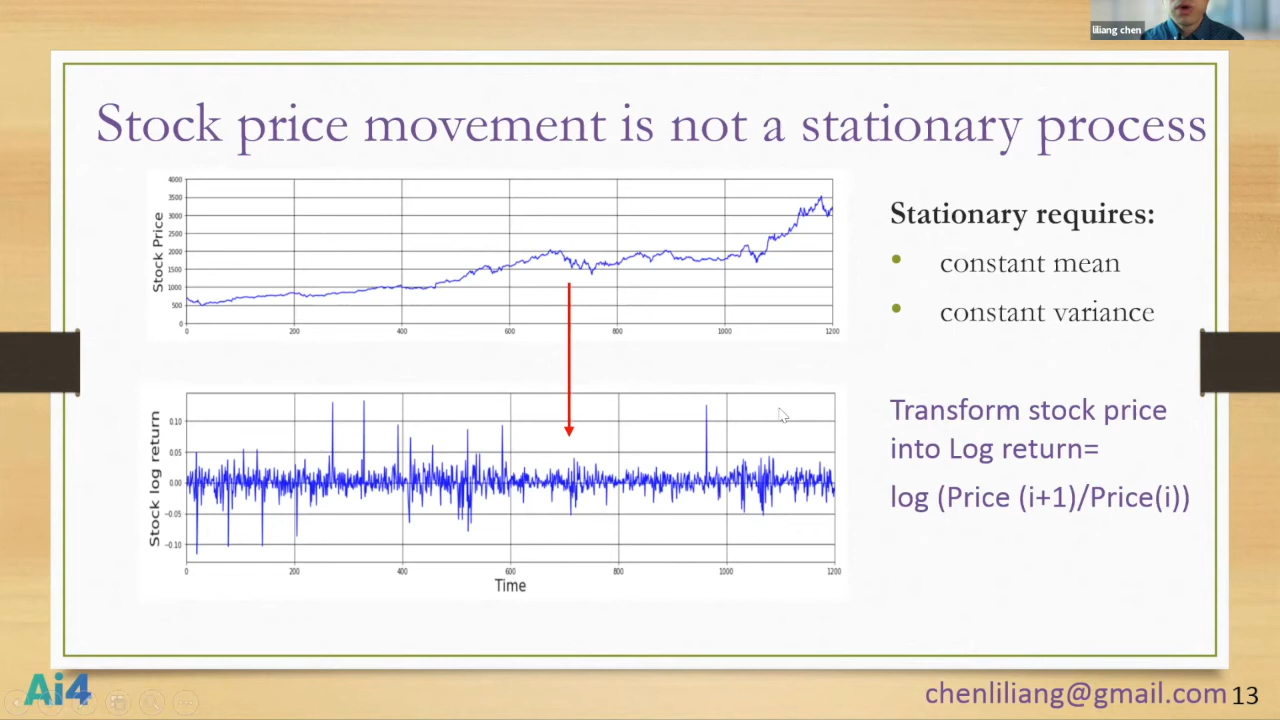 liliang chen
Stock price movement is not a stationary process
Stock Price
4000
3500
3000
2500
2000
1500
1000
500
0
0 200 400 600 800 1000 1200
Stationary requires:
• constant mean
• constant variance
Stock log return
0.10
0.05
0.00
−0.05
−0.10
0 200 400 600 800 1000 1200
Time
Transform stock price
into Log return=
log (Price (i+1)/Price(i))
Ai4
chenliliang@gmail.com 13